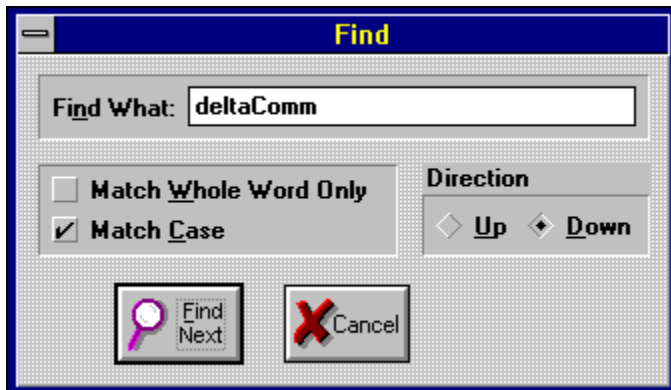 Find
Find What: deltaComm
Match Whole Word Only
Match Case
Direction
Up Down
Find
Next
Cancel